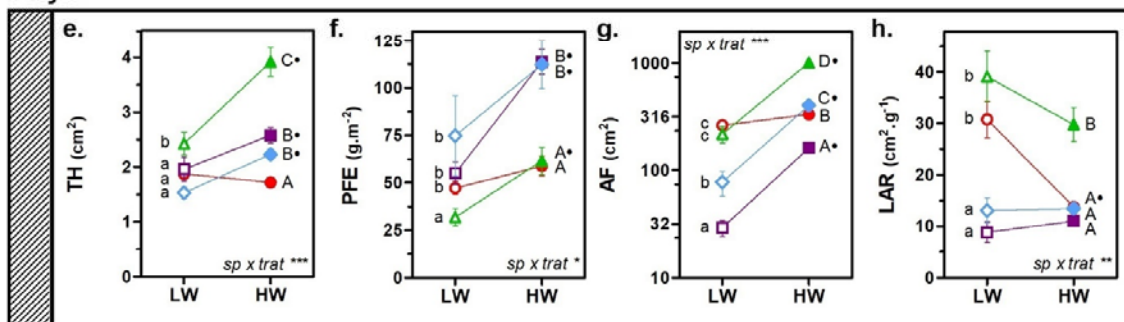 e.
TH (cm²)
4
3
2
1
0
b
a
a
a
C•
B•
B•
A
sp x trat ***
LW
HW
f.
PFE (g.m⁻²)
125
100
75
50
25
0
b
b
b
a
B•
B•
A•
A
sp x trat *
LW
HW
g.
AF (cm²)
sp x trat ***
1000
316
100
32
10
c
c
b
a
D•
C•
B
A•
LW
HW
h.
LAR (cm².g⁻¹)
40
30
20
10
0
b
b
a
a
B
A•
A
A
sp x trat **
LW
HW